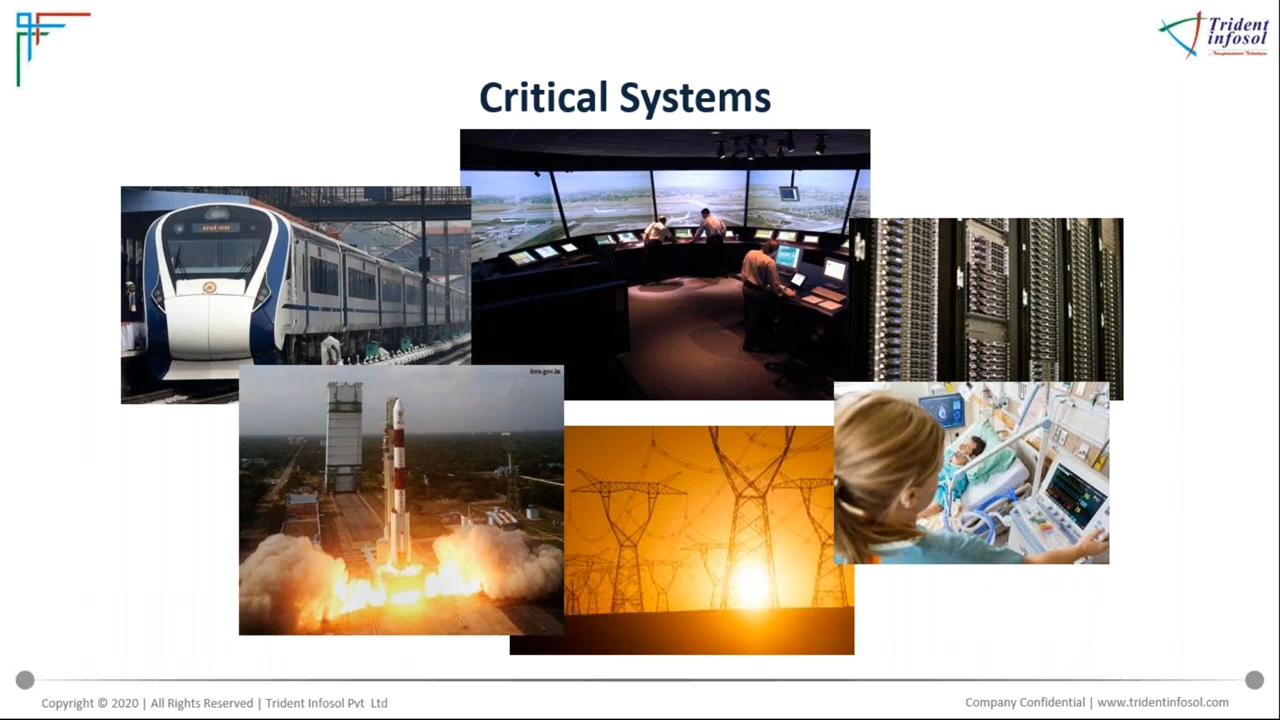 Trident
infosol
Critical Systems
isro.gov.in
Copyright © 2020 | All Rights Reserved | Trident Infosol Pvt Ltd
Company Confidential | www.tridentinfosol.com